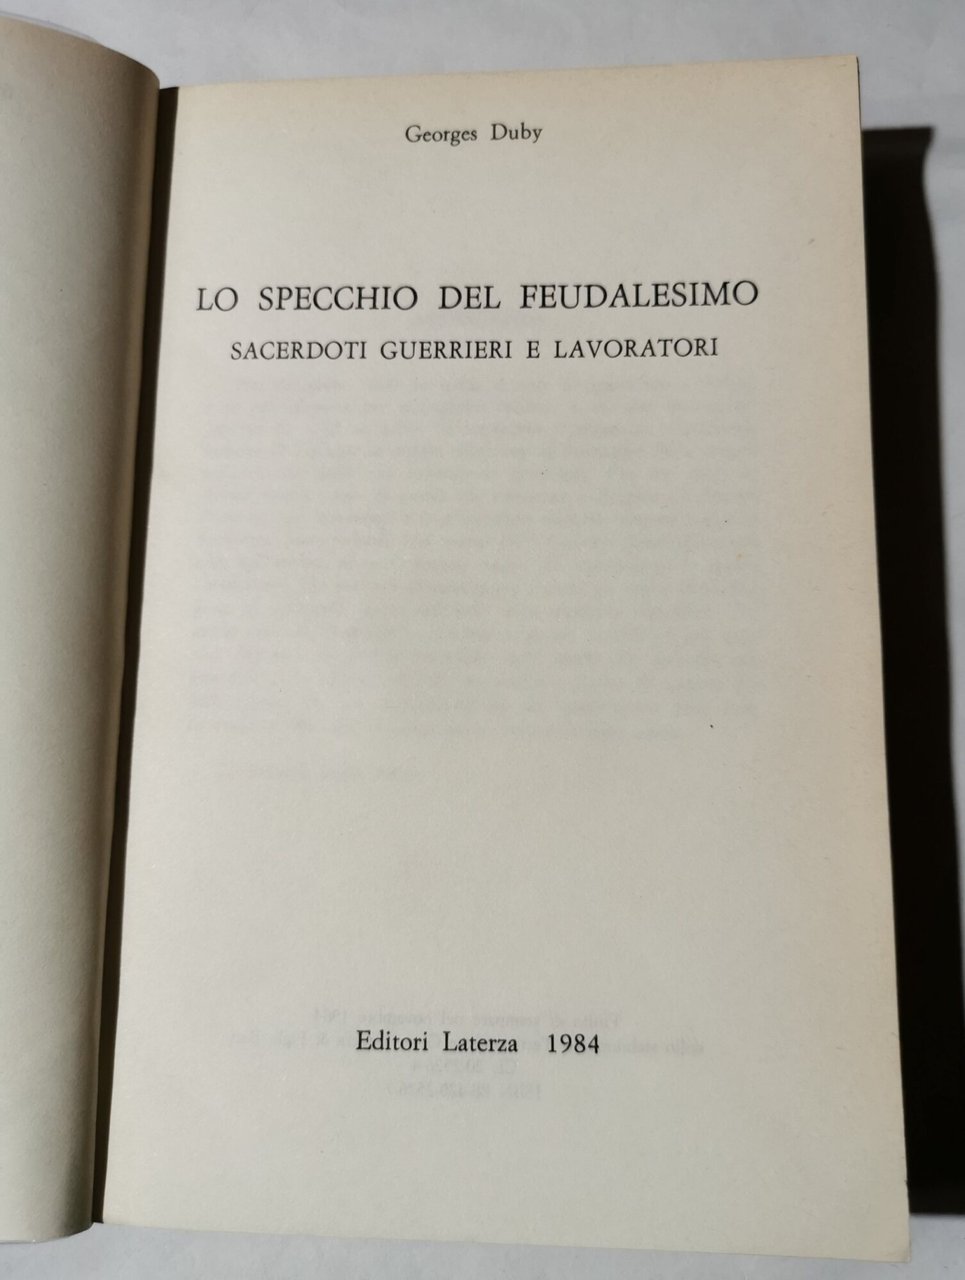 Georges Duby
LO SPECCHIO DEL FEUDALESIMO
SACERDOTI GUERRIERI E LAVORATORI
Editori Laterza 1984